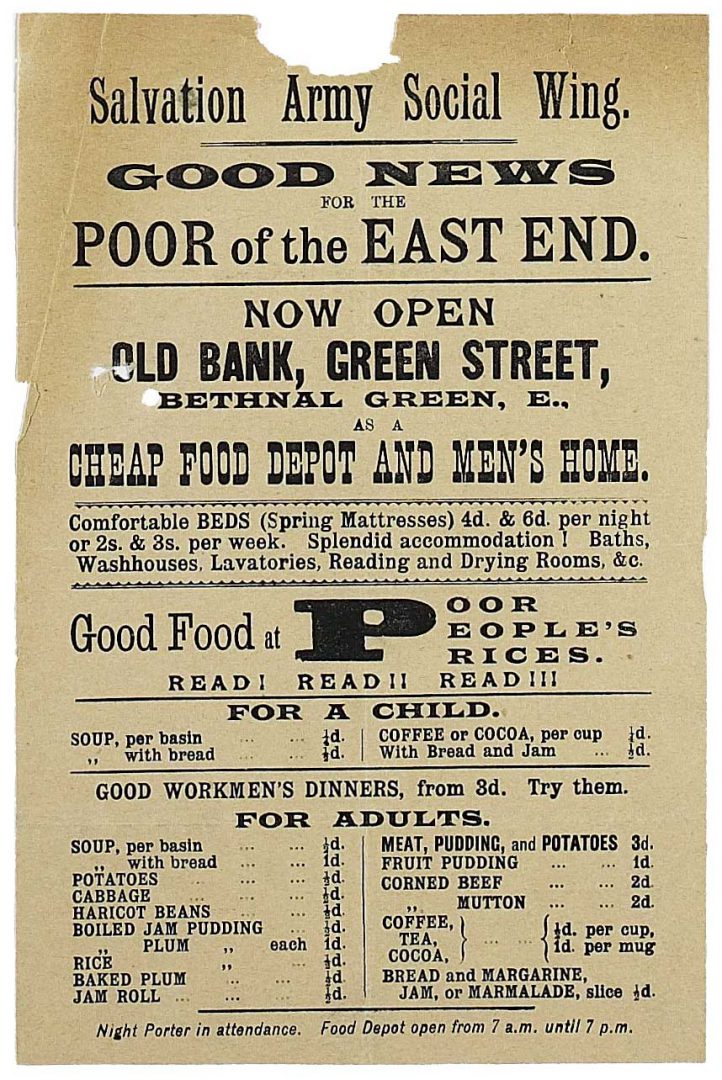 Salvation Army Social Wing.
GOOD NEWS
FOR THE
POOR of the EAST END.
NOW OPEN
OLD BANK, GREEN STREET,
BETHNAL GREEN, E.,
AS A
CHEAP FOOD DEPOT AND MEN'S HOME.
Comfortable BEDS (Spring Mattresses) 4d. & 6d. per night
or 2s. & 3s. per week. Splendid accommodation! Baths,
Washhouses, Lavatories, Reading and Drying Rooms, &c.
Good Food at POOR
PEOPLE'S
PRICES.
READ! READ!! READ!!!
FOR A CHILD.
SOUP, per basin ... ... ¼d.
„ with bread ... ... ½d.
COFFEE or COCOA, per cup ¼d.
With Bread and Jam ... ½d.
GOOD WORKMEN'S DINNERS, from 3d. Try them.
FOR ADULTS.
SOUP, per basin ... ... ½d.
„ with bread ... ... 1d.
POTATOES ... ... ½d.
CABBAGE ... ... ½d.
HARICOT BEANS ... ... ½d.
BOILED JAM PUDDING ... ½d.
„ PLUM „ each 1d.
RICE „ ... ½d.
BAKED PLUM ... ... ½d.
JAM ROLL ... ... ... ½d.
MEAT, PUDDING, and POTATOES 3d.
FRUIT PUDDING ... ... 1d.
CORNED BEEF ... ... 2d.
„ MUTTON ... ... 2d.
COFFEE,
TEA,
COCOA,
½d. per cup,
1d. per mug
BREAD and MARGARINE,
JAM, or MARMALADE, slice ½d.
Night Porter in attendance. Food Depot open from 7 a.m. until 7 p.m.